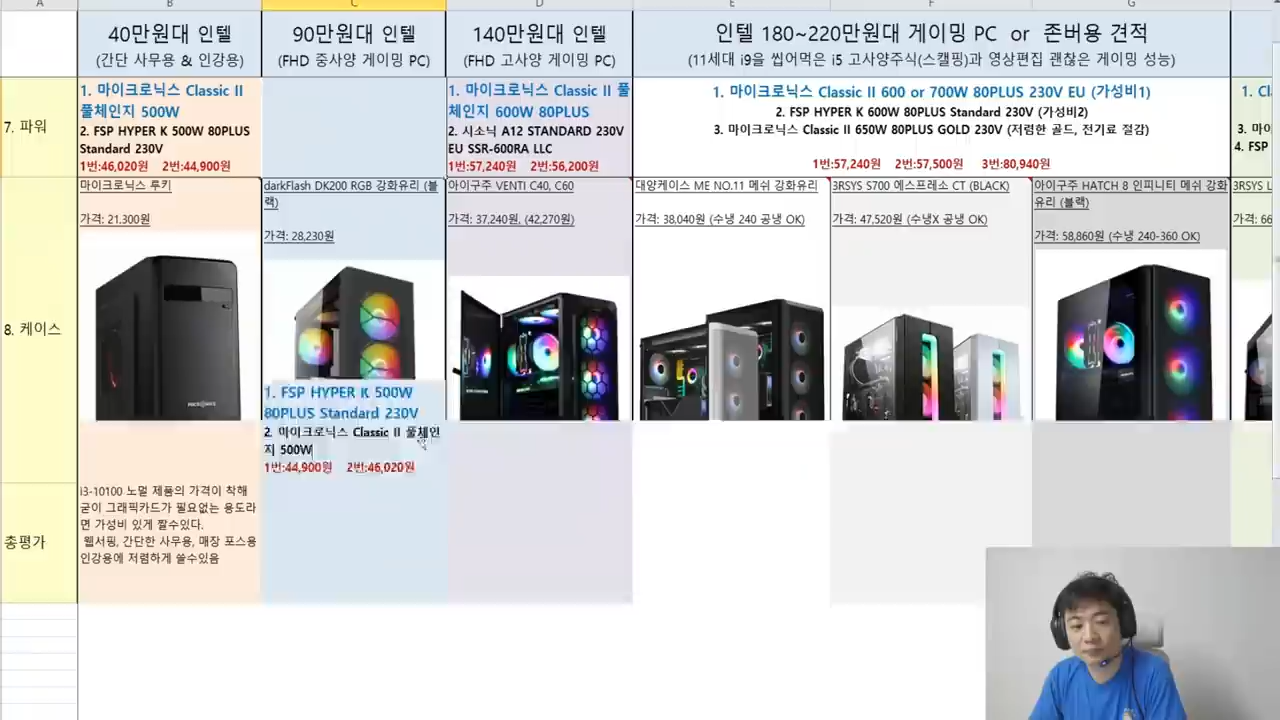 A
B
C
D
E
F
G
40만원대 인텔
(간단 사무용 & 인강용)
90만원대 인텔
(FHD 중사양 게이밍 PC)
140만원대 인텔
(FHD 고사양 게이밍 PC)
인텔 180~220만원대 게이밍 PC or 존버용 견적
(11세대 i9을 씹어먹은 i5 고사양주식(스캘핑)과 영상편집 괜찮은 게이밍 성능)
7. 파워
1. 마이크로닉스 Classic II
풀체인지 500W
2. FSP HYPER K 500W 80PLUS
Standard 230V
1번:46,020원 2번:44,900원
1. 마이크로닉스 Classic II 풀
체인지 600W 80PLUS
2. 시소닉 A12 STANDARD 230V
EU SSR-600RA LLC
1번:57,240원 2번:56,200원
1. 마이크로닉스 Classic II 600 or 700W 80PLUS 230V EU (가성비1)
2. FSP HYPER K 600W 80PLUS Standard 230V (가성비2)
3. 마이크로닉스 Classic II 650W 80PLUS GOLD 230V (저렴한 골드, 전기료 절감)
1번:57,240원 2번:57,500원 3번:80,940원
1. Cl
3. 마이
4. FSP
8. 케이스
마이크로닉스 루키
가격: 21,300원
darkFlash DK200 RGB 강화유리 (블
랙)
가격: 28,230원
아이구주 VENTI C40, C60
가격: 37,240원, (42,270원)
대양케이스 ME NO.11 메쉬 강화유리
가격: 38,040원 (수냉 240 공냉 OK)
3RSYS S700 에스프레소 CT (BLACK)
가격: 47,520원 (수냉X 공냉 OK)
아이구주 HATCH 8 인피니티 메쉬 강화
유리 (블랙)
가격: 58,860원 (수냉 240-360 OK)
3RSYS L
가격: 66
1. FSP HYPER K 500W
80PLUS Standard 230V
2. 마이크로닉스 Classic II 풀체인
지 500W
1번:44,900원 2번:46,020원
총평가
i3-10100 노멀 제품의 가격이 착해
굳이 그래픽카드가 필요없는 용도라
면 가성비 있게 짤수있다.
웹서핑, 간단한 사무용, 매장 포스용
인강용에 저렴하게 쓸수있음